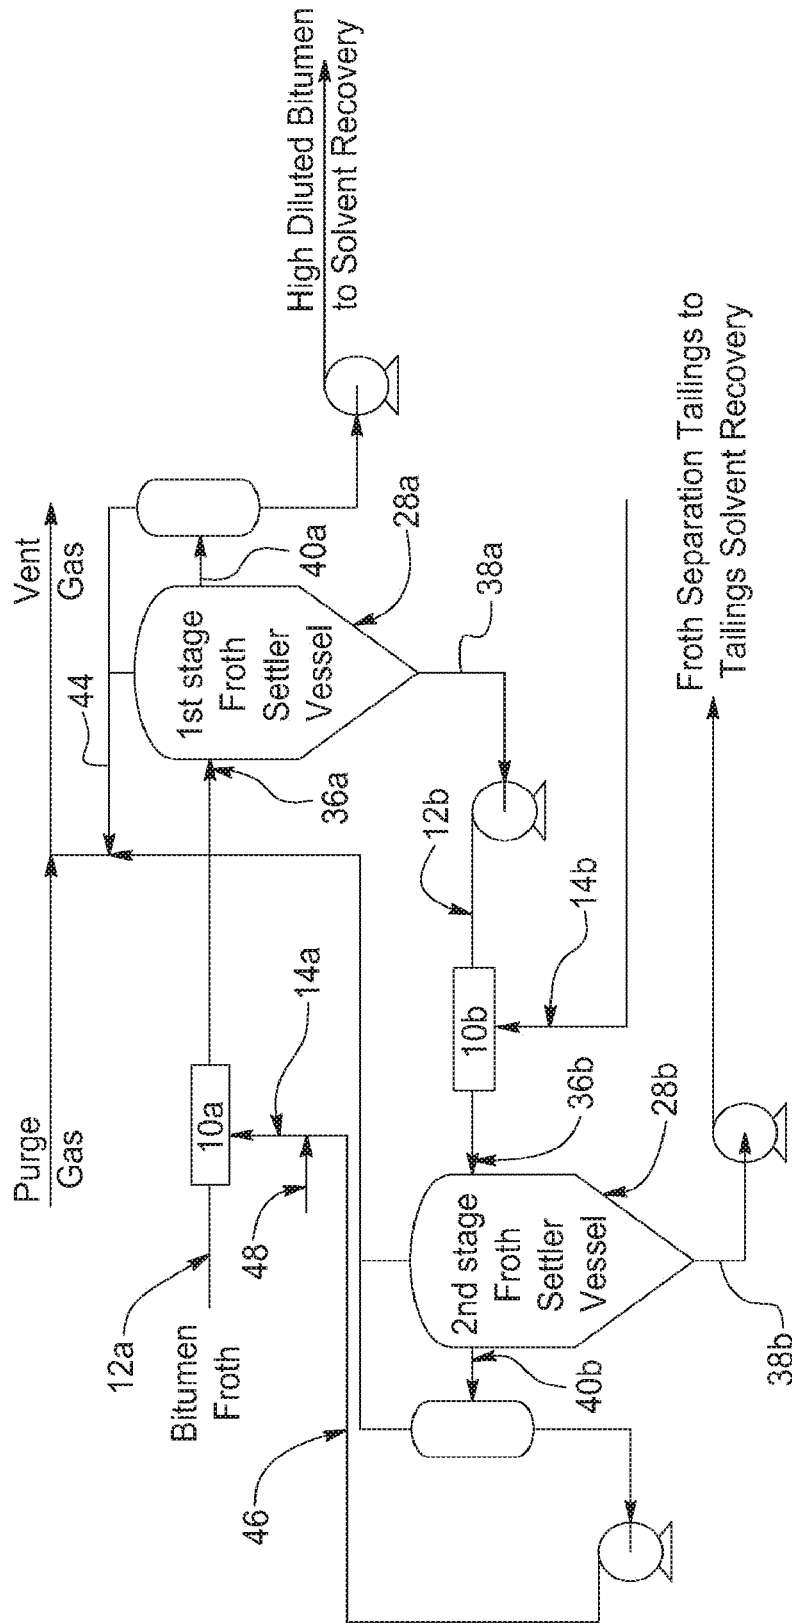 Purge
Gas
Vent
Gas
44
12a
Bitumen
Froth
10a
14a
48
46
36a
1st stage
Froth
Settler
Vessel
40a
28a
38a
High Diluted Bitumen
to Solvent Recovery
12b
10b
14b
36b
2nd stage
Froth
Settler
Vessel
40b
28b
38b
Froth Separation Tailings to
Tailings Solvent Recovery